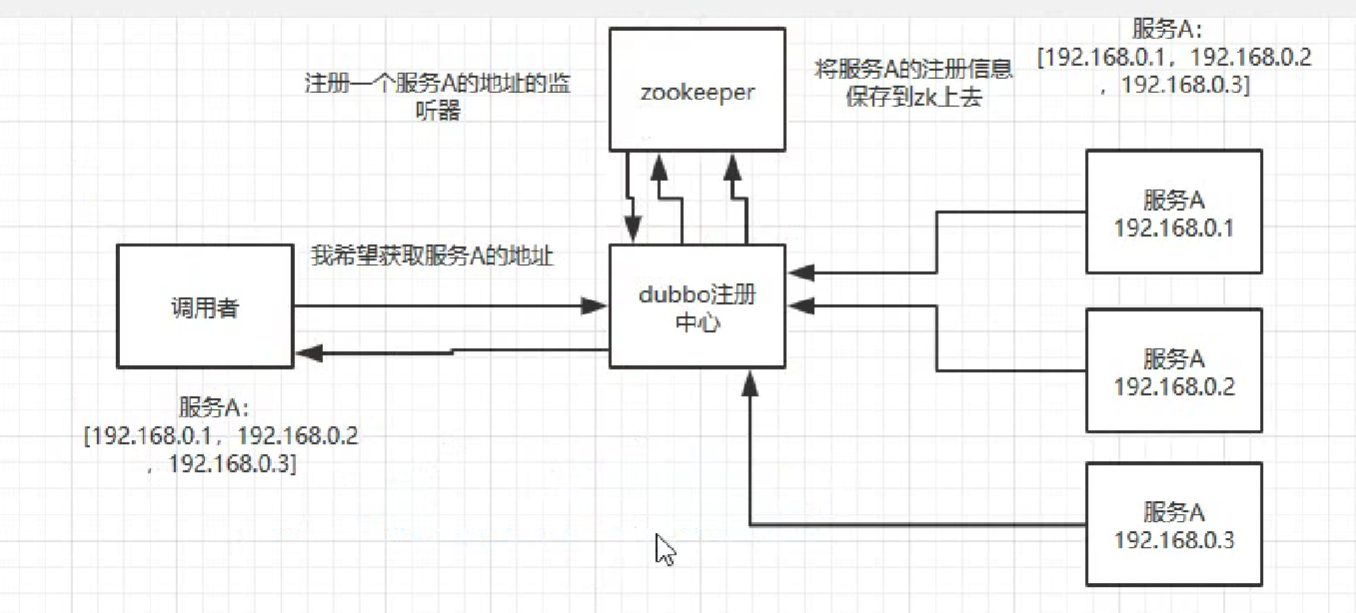 服务A:
[192.168.0.1，192.168.0.2
，192.168.0.3]
注册一个服务A的地址的监
听器
zookeeper
将服务A的注册信息
保存到zk上去
服务A
192.168.0.1
我希望获取服务A的地址
调用者
dubbo注册
中心
服务A
192.168.0.2
服务A:
[192.168.0.1，192.168.0.2
，192.168.0.3]
服务A
192.168.0.3